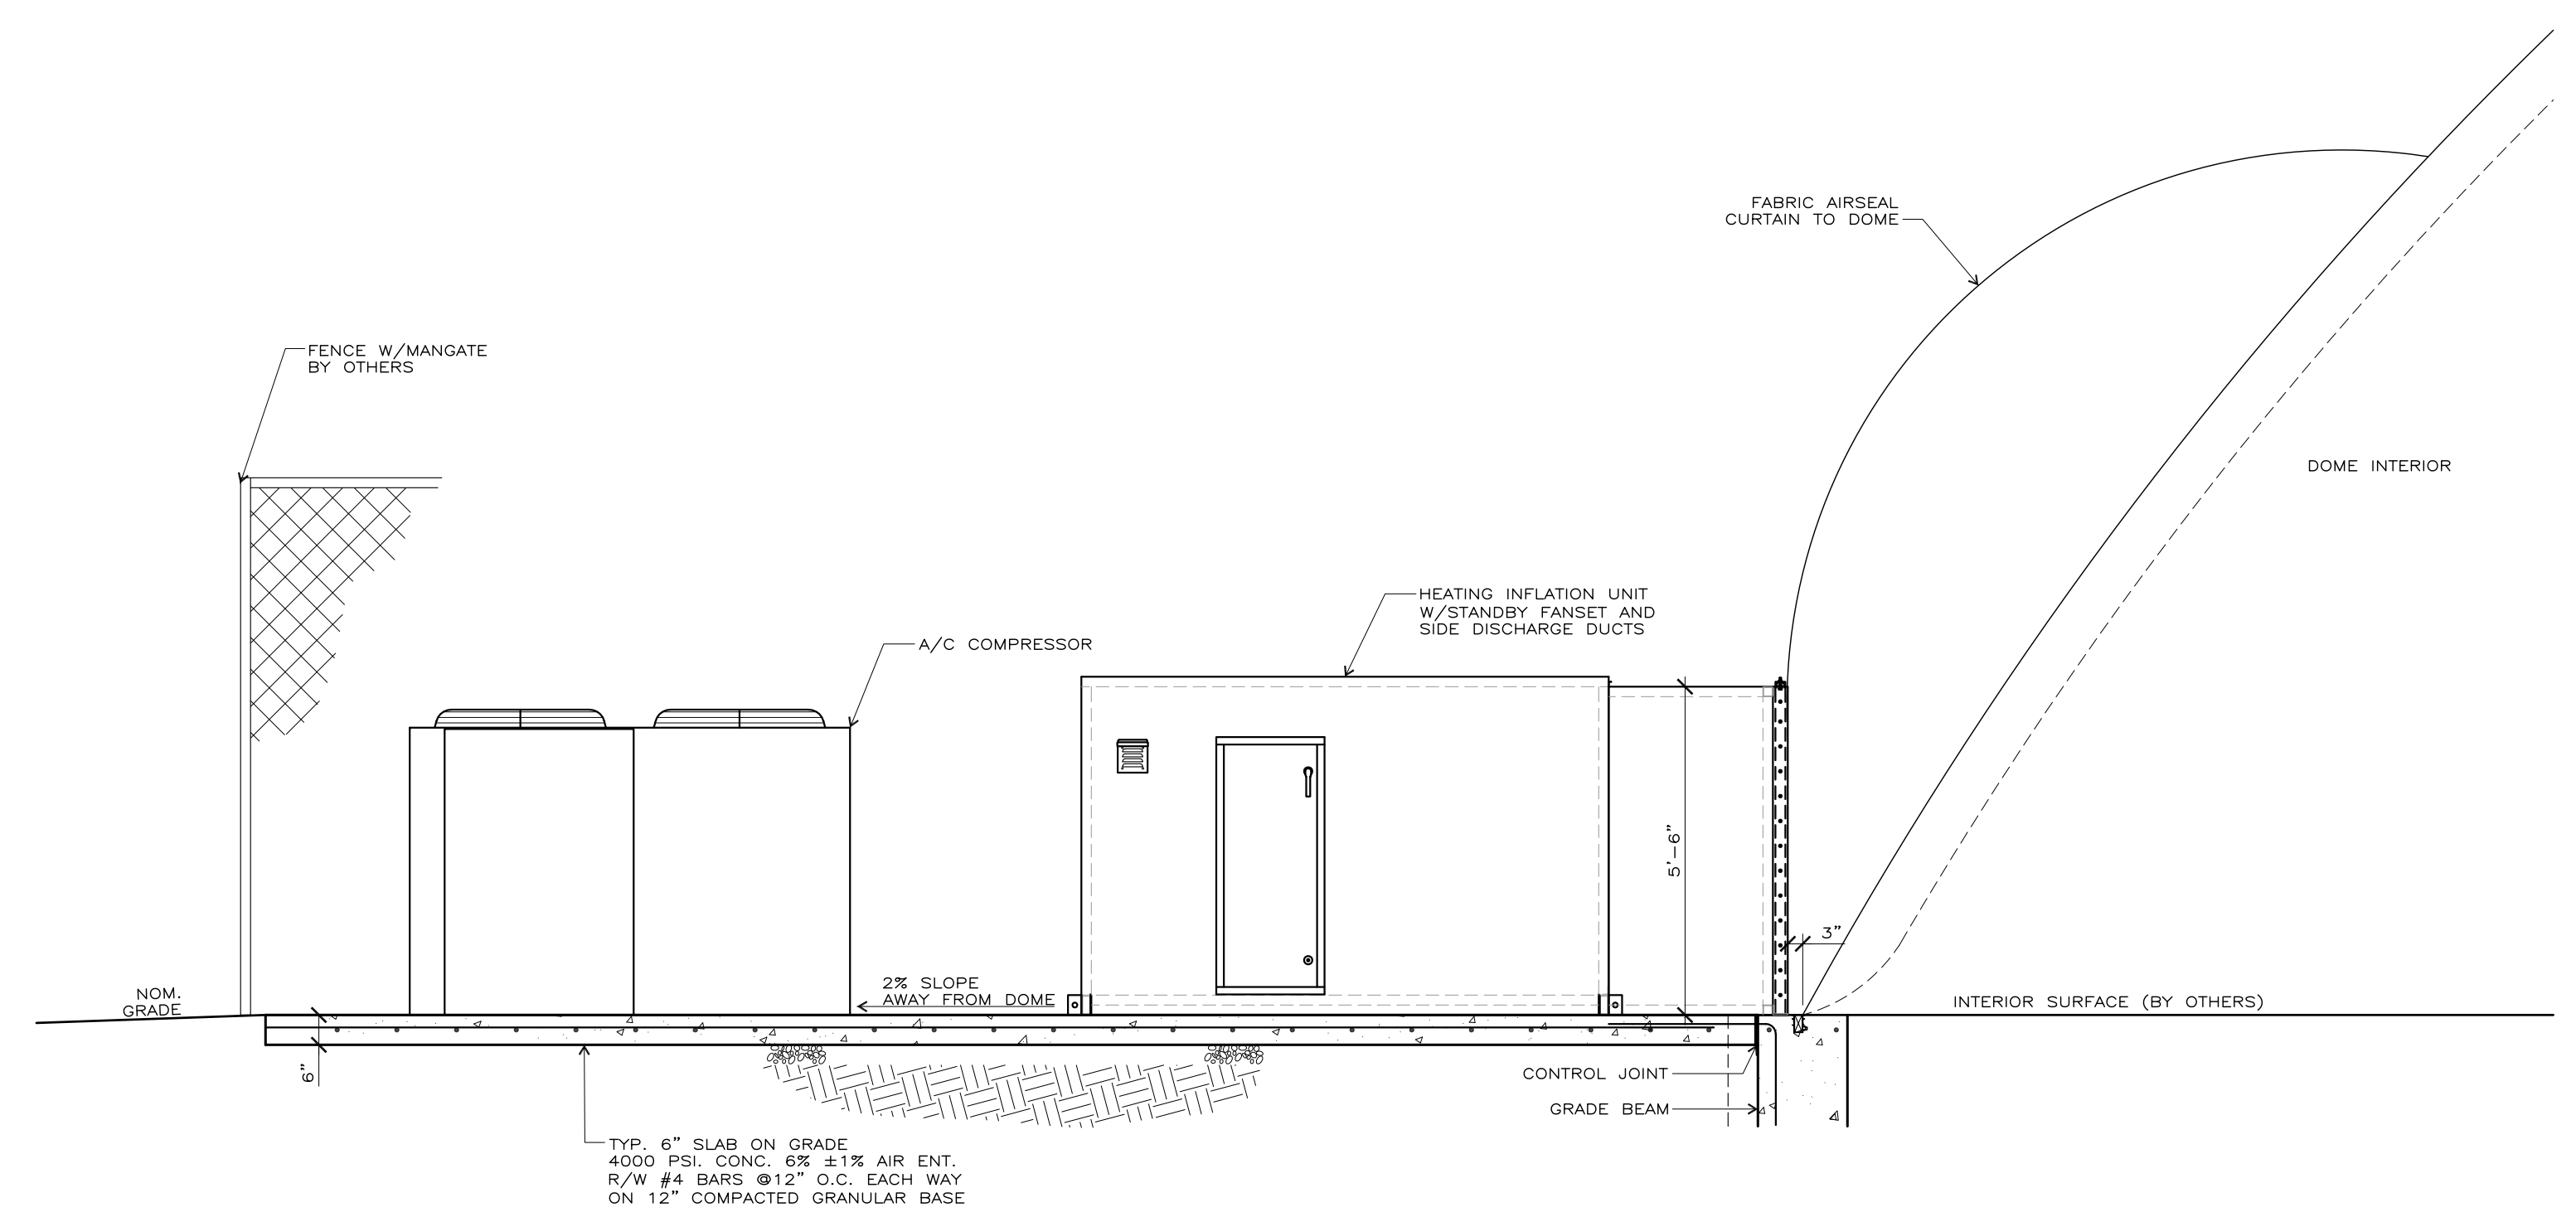 FABRIC AIRSEAL
CURTAIN TO DOME
FENCE W/MANGATE
BY OTHERS
DOME INTERIOR
HEATING INFLATION UNIT
W/STANDBY FANSET AND
SIDE DISCHARGE DUCTS
A/C COMPRESSOR
5'-6"
3"
2% SLOPE
AWAY FROM DOME
NOM.
GRADE
INTERIOR SURFACE (BY OTHERS)
6"
CONTROL JOINT
GRADE BEAM
TYP. 6" SLAB ON GRADE
4000 PSI. CONC. 6% ±1% AIR ENT.
R/W #4 BARS @12" O.C. EACH WAY
ON 12" COMPACTED GRANULAR BASE